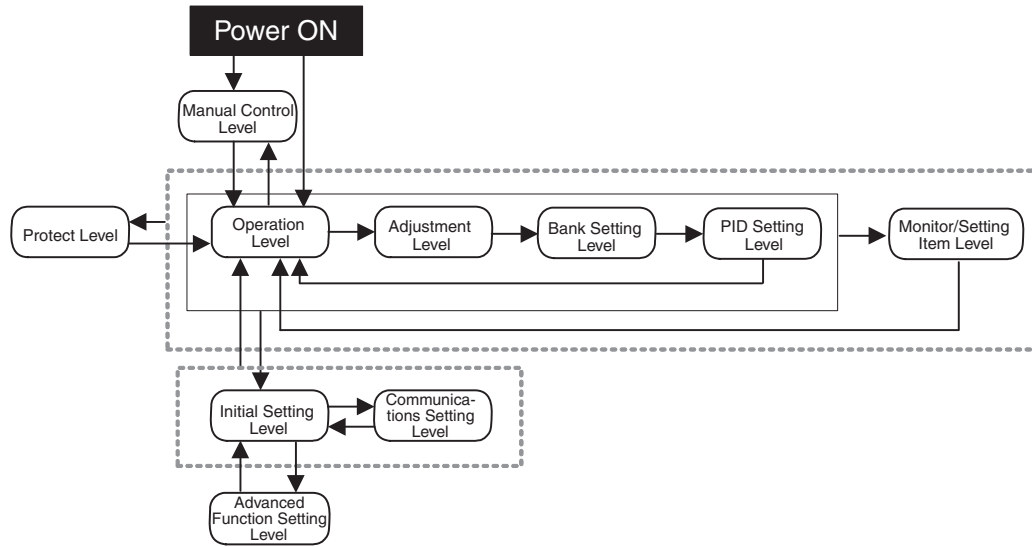 Power ON
Manual Control
Level
Protect Level
Operation
Level
Adjustment
Level
Bank Setting
Level
PID Setting
Level
Monitor/Setting
Item Level
Initial Setting
Level
Communica-
tions Setting
Level
Advanced
Function Setting
Level